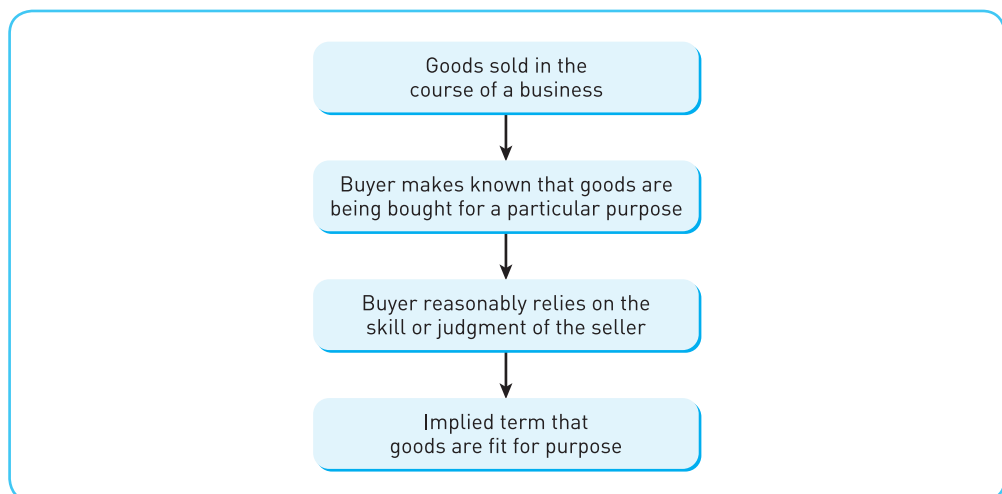 Goods sold in the
course of a business
Buyer makes known that goods are
being bought for a particular purpose
Buyer reasonably relies on the
skill or judgment of the seller
Implied term that
goods are fit for purpose